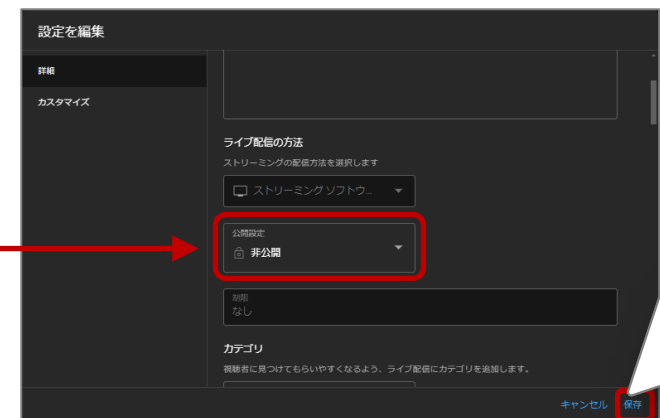 設定を編集
詳細
カスタマイズ
ライブ配信の方法
ストリーミングの配信方法を選択します
ストリーミングソフトウ...
公開設定
非公開
制限
なし
カテゴリ
視聴者に見つけてもらいやすくなるよう、ライブ配信にカテゴリを追加します。
キャンセル 保存